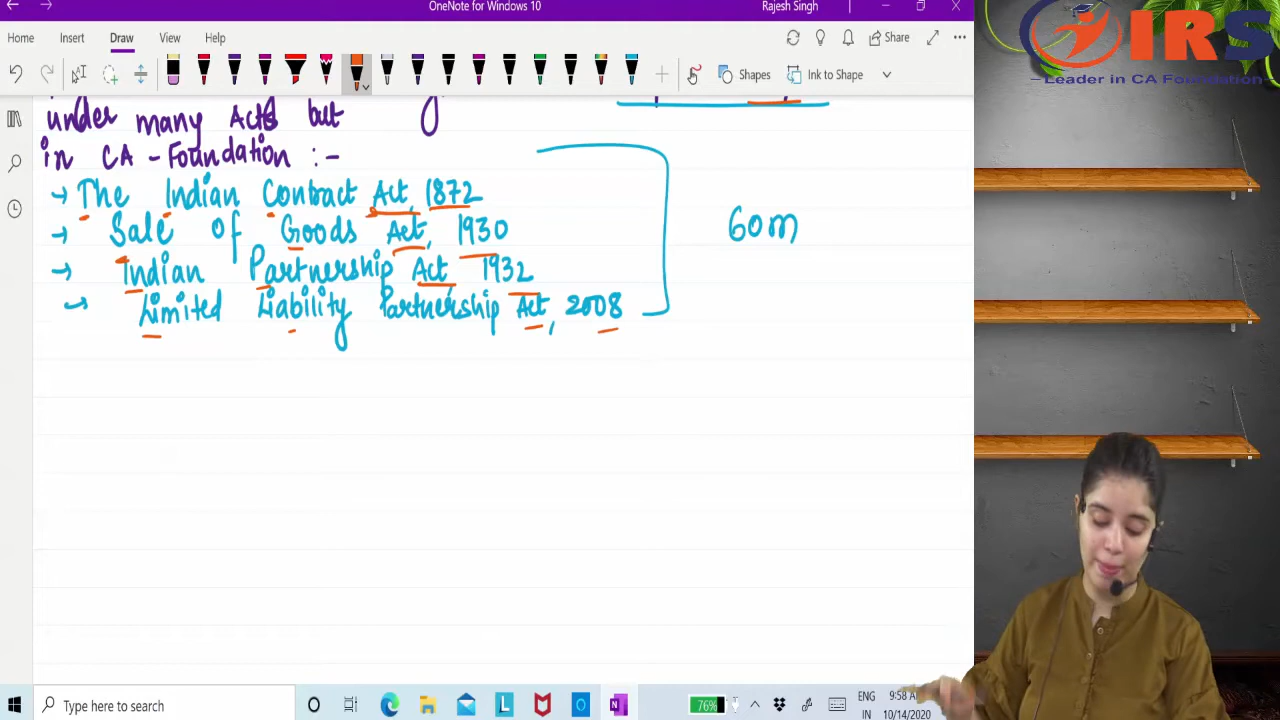 OneNote for Windows 10
Rajesh Singh
Home Insert Draw View Help
Share
Shapes
Ink to Shape
IRS
Leader in CA Foundation
under many Acts but
in CA - Foundation :-
→ The Indian Contract Act, 1872
→ Sale of Goods Act, 1930
→ Indian Partnership Act, 1932
→ Limited Liability Partnership Act, 2008
60m
Type here to search
76%
ENG
IN
9:58
10/14/2020